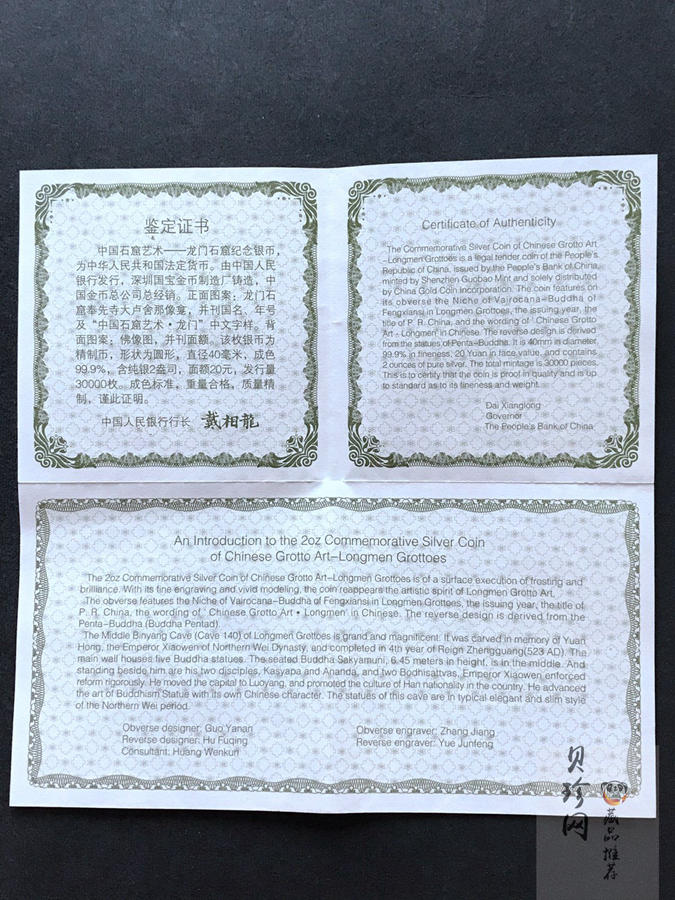 鉴定证书
中国石窟艺术——龙门石窟纪念银币,
为中华人民共和国法定货币。由中国人民
银行发行，深圳国宝金币制造厂铸造，中
国金币总公司总经销。正面图案：龙门石
窟奉先寺大卢舍那像龛，并刊国名、年号
及“中国石窟艺术·龙门”中文字样。背
面图案：佛像图，并刊面额。该枚银币为
精制币，形状为圆形，直径40毫米，成色
99.9%，含纯银2盎司，面额20元，发行量
30000枚。成色标准，重量合格，质量精
制，谨此证明。
中国人民银行行长 戴相龍
Certificate of Authenticity
The Commemorative Silver Coin of Chinese Grotto Art
-Longmen Grottoes is a legal tender coin of the People's
Republic of China, issued by the People's Bank of China,
minted by Shenzhen Guobao Mint and solely distributed
by China Gold Coin Incorporation. The coin features on
its obverse the Niche of Vairocana-Buddha of
Fengxiansi in Longmen Grottoes, the issuing year, the
title of P. R. China, and the wording of ' Chinese Grotto
Art · Longmen' in Chinese. The reverse design is derived
from the statues of Penta-Buddha. It is 40mm in diameter,
99.9% in fineness, 20 Yuan in face value, and contains
2 ounces of pure silver. The total mintage is 30000 pieces.
This is to certify that the coin is proof in quality and is up
to standard as to its fineness and weight.
Dai Xianglong
Governor
The People's Bank of China
An Introduction to the 2oz Commemorative Silver Coin
of Chinese Grotto Art-Longmen Grottoes
The 2oz Commemorative Silver Coin of Chinese Grotto Art-Longmen Grottoes is of a surface execution of frosting and
brilliance. With its fine engraving and vivid modeling, the coin reappears the artistic spirit of Longmen Grotto Art.
The obverse features the Niche of Vairocana-Buddha of Fengxiansi in Longmen Grottoes, the issuing year, the title of
P. R. China, the wording of ' Chinese Grotto Art • Longmen' in Chinese. The reverse design is derived from the
Penta-Buddha (Buddha Pentad).
The Middle Binyang Cave (Cave 140) of Longmen Grottoes is grand and magnificent. It was carved in memory of Yuan
Hong, the Emperor Xiaowen of Northern Wei Dynasty, and completed in 4th year of Reign Zhengguang(523 AD). The
main wall houses five Buddha statues. The seated Buddha Sakyamuni, 6.45 meters in height, is in the middle. And
standing beside him are his two disciples, Kasyapa and Ananda, and two Bodhisattvas, Emperor Xiaowen enforced
reform rigorously. He moved the capital to Luoyang, and promoted the culture of Han nationality in the country. He advanced
the art of Buddhism Statue with its own Chinese character. The statues of this cave are in typical elegant and slim style
of the Northern Wei period.
Obverse designer: Guo Yanan
Reverse designer: Hu Fuqing
Consultant: Huang Wenkun
Obverse engraver: Zhang Jiang
Reverse engraver: Yue Junfeng
贝珍网
藏品推荐